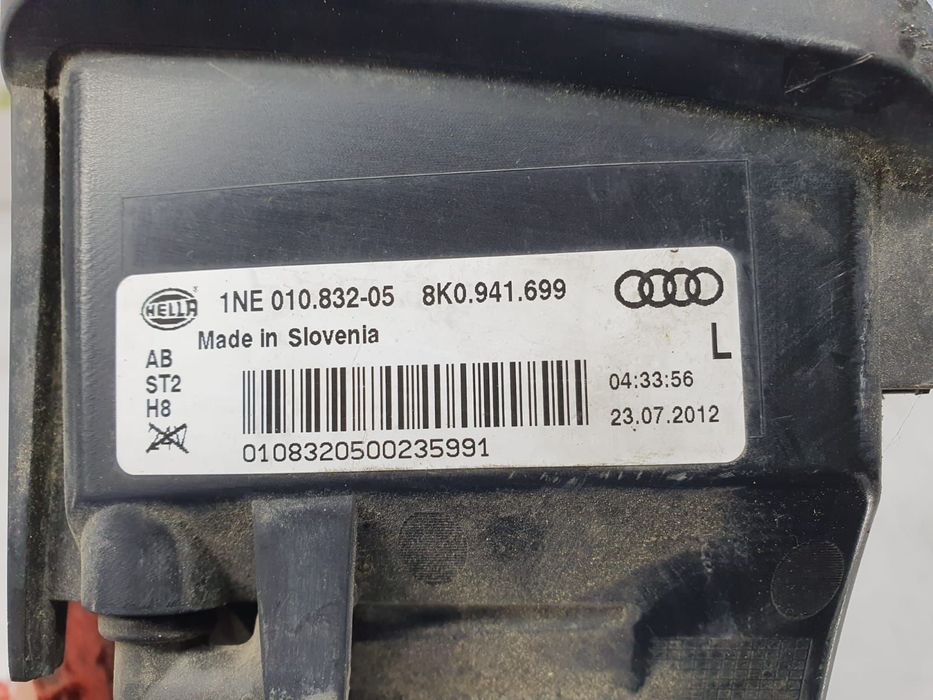 HELLA
1NE 010.832-05 8K0.941.699
Made in Slovenia
L
AB
ST2
H8
04:33:56
23.07.2012
0108320500235991